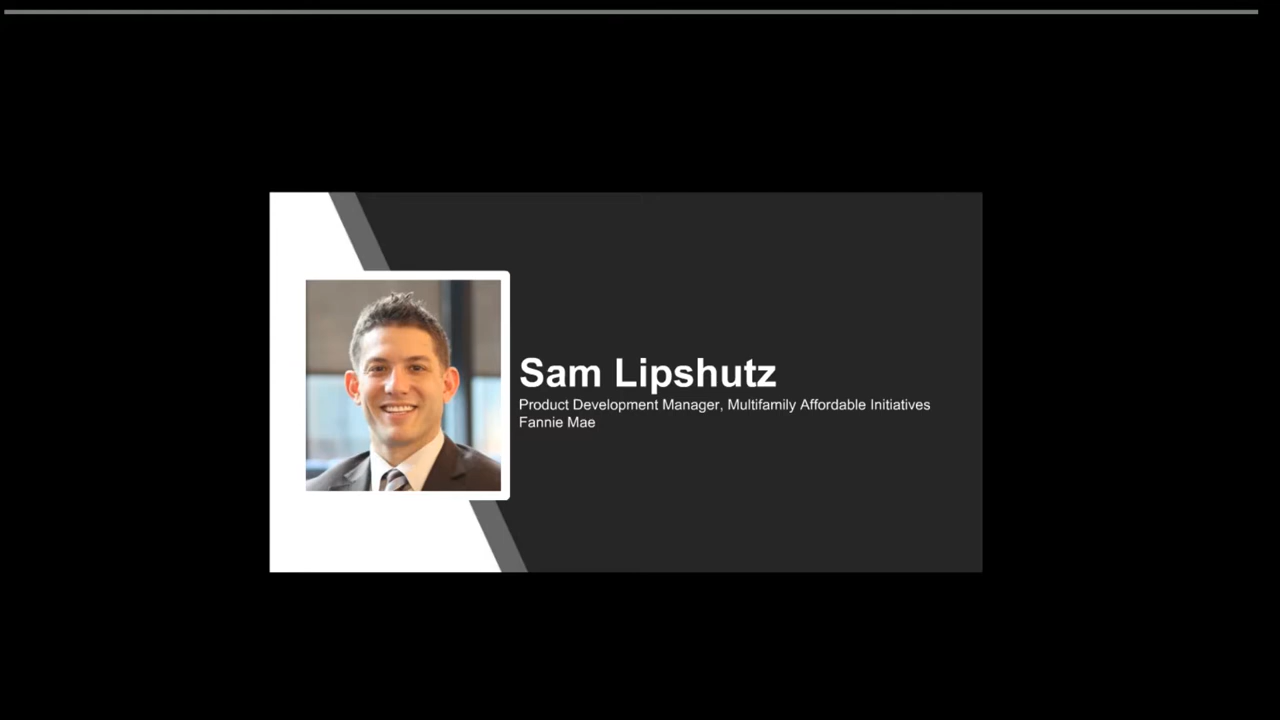 Sam Lipshutz
Product Development Manager, Multifamily Affordable Initiatives
Fannie Mae